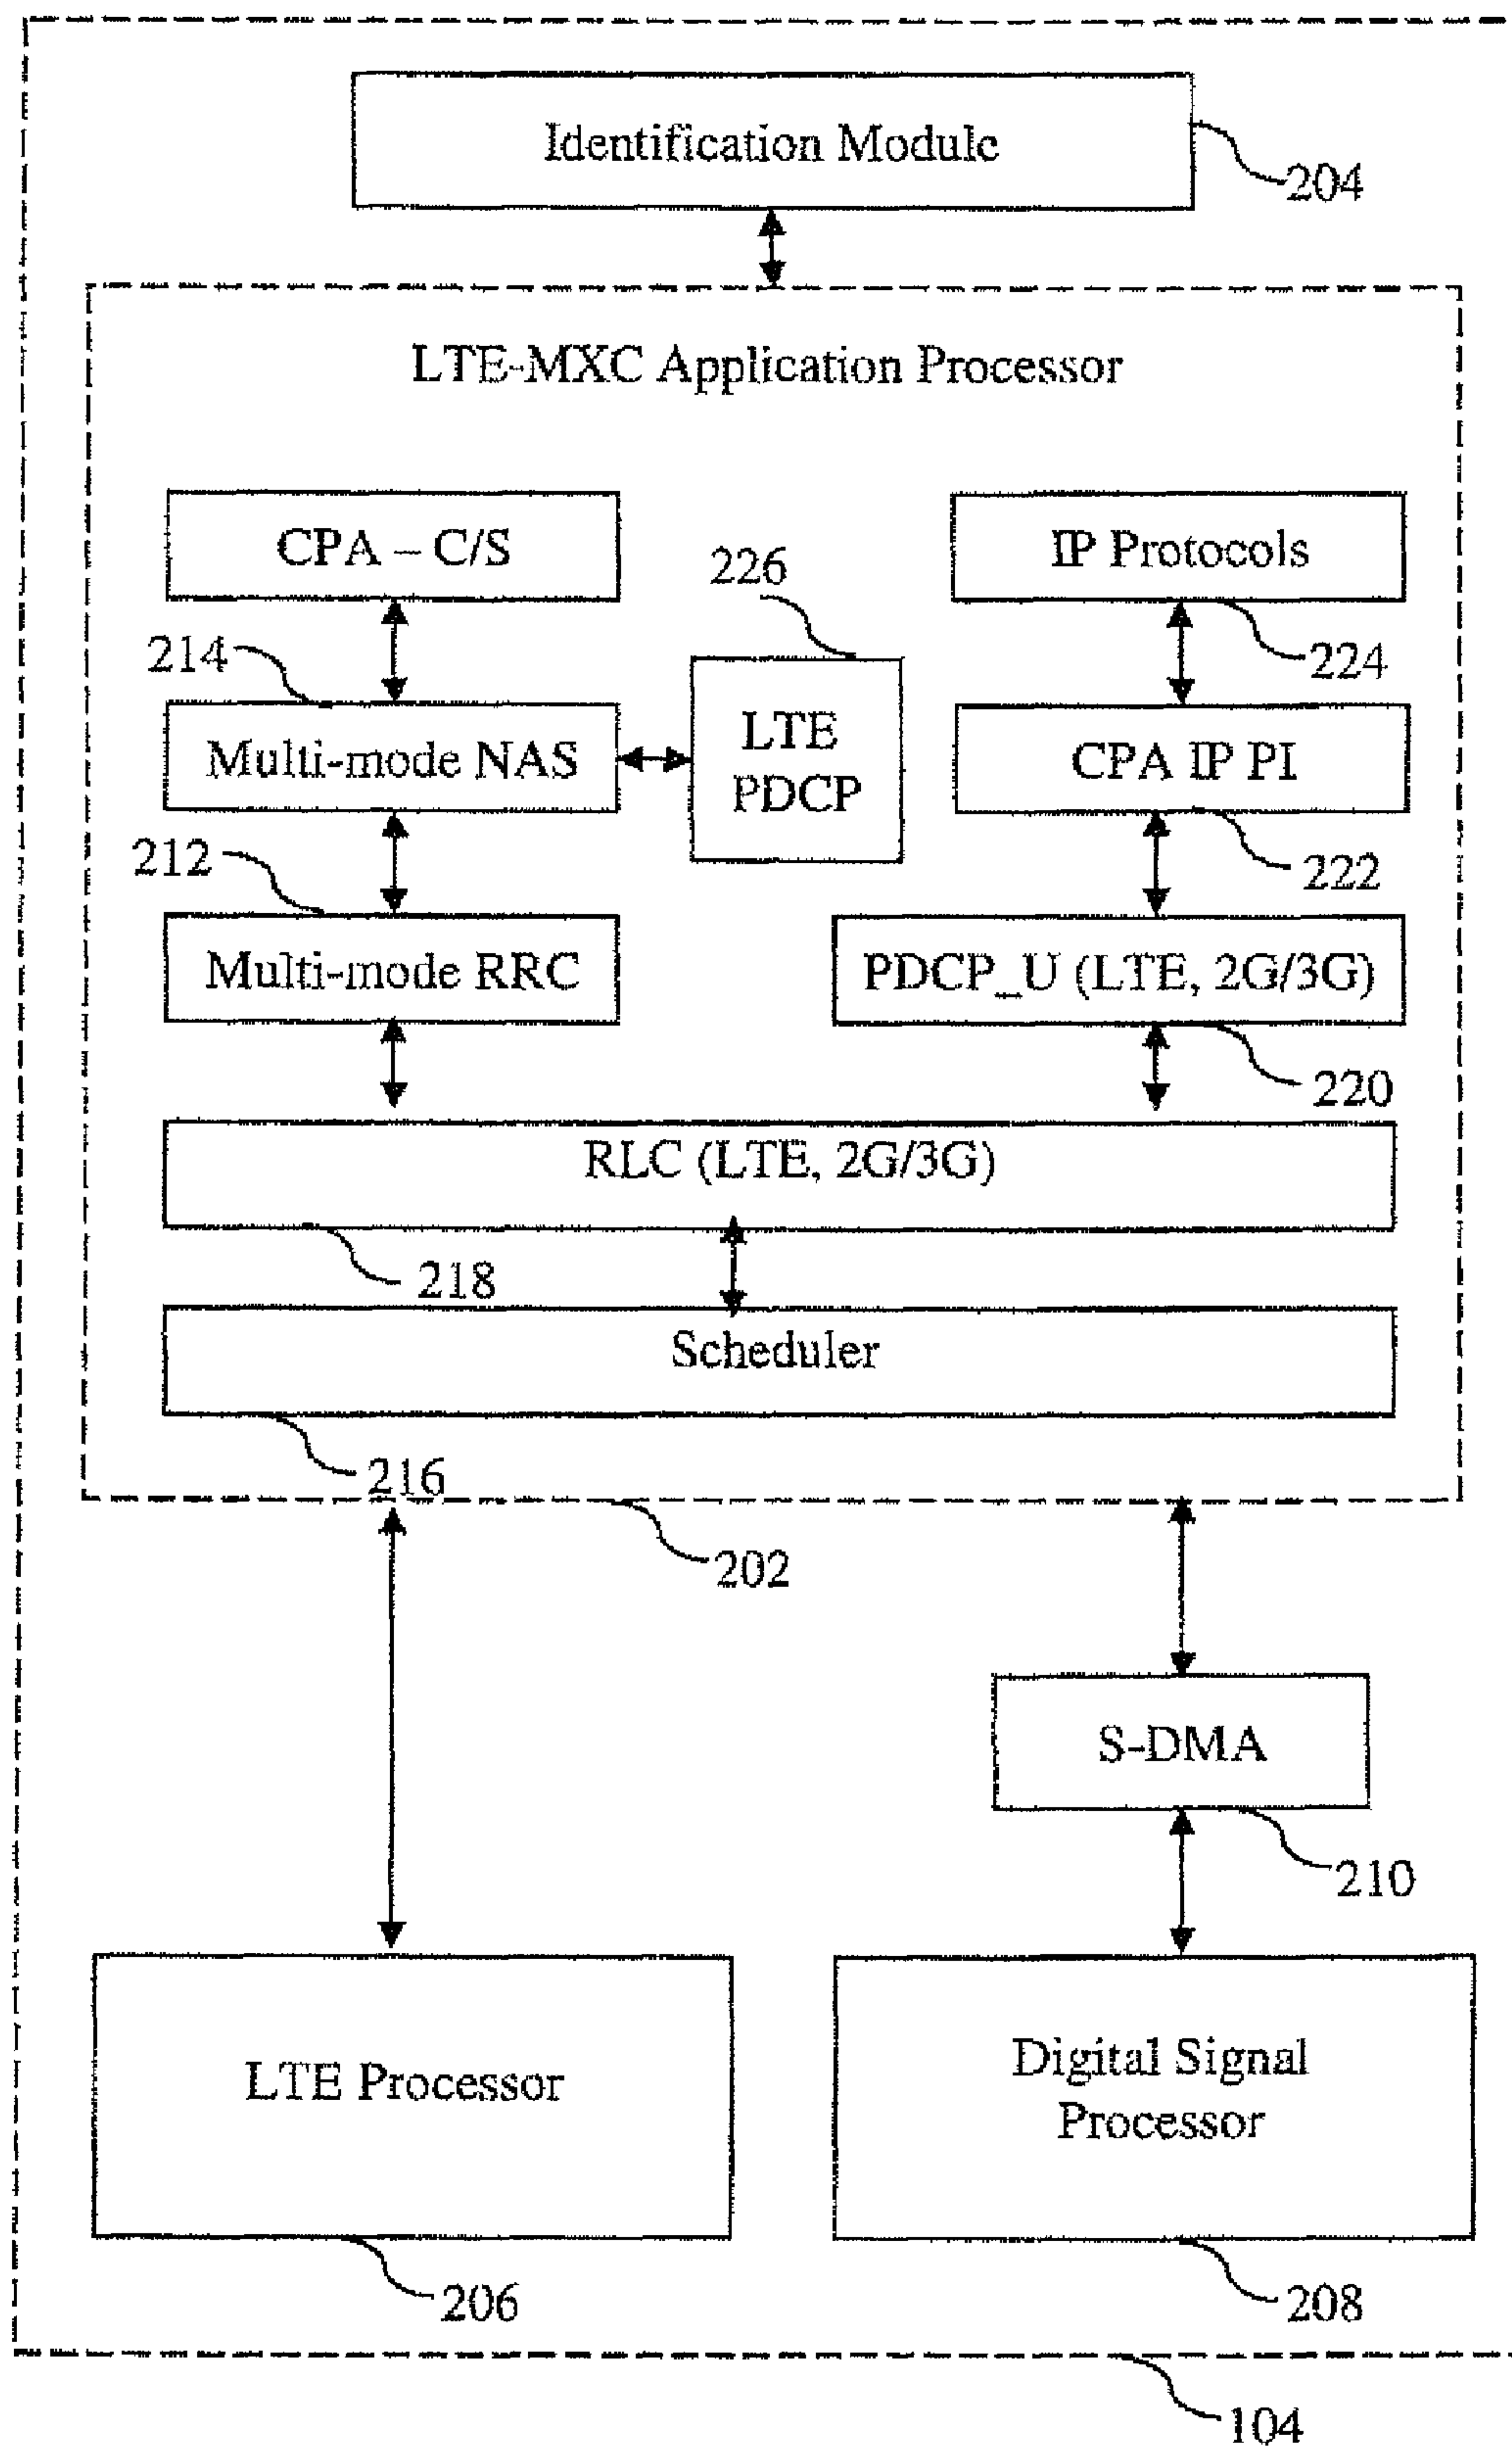 Identification Module
204
LTE-MXC Application Processor
CPA – C/S
IP Protocols
226
214
224
LTE
PDCP
Multi-mode NAS
CPA IP PI
212
222
Multi-mode RRC
PDCP_U (LTE, 2G/3G)
220
RLC (LTE, 2G/3G)
218
Scheduler
216
202
S-DMA
210
LTE Processor
Digital Signal
Processor
206
208
104